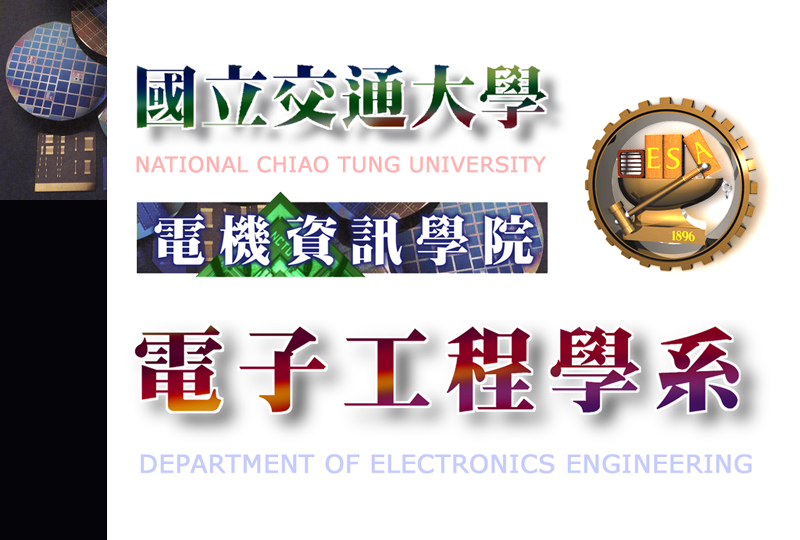 國立交通大學
NATIONAL CHIAO TUNG UNIVERSITY
ESA
1896
NCTU
電機資訊學院
電子工程學系
DEPARTMENT OF ELECTRONICS ENGINEERING